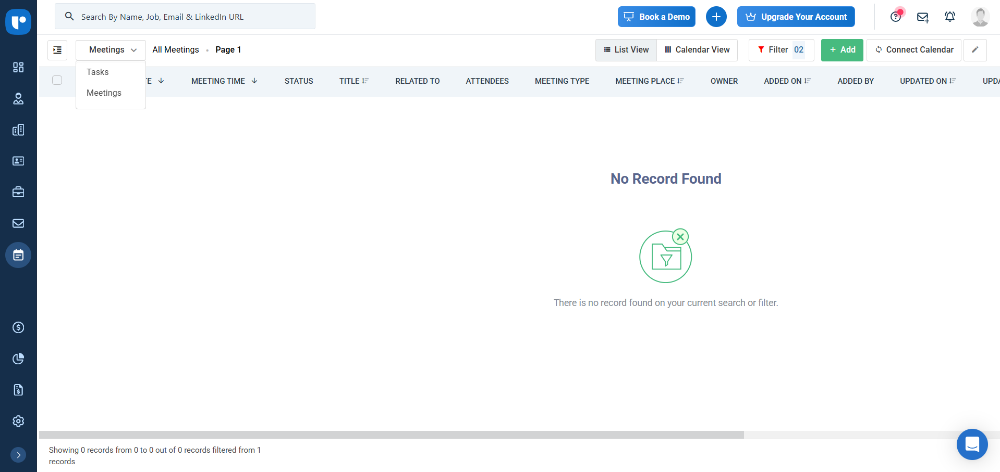 Search By Name, Job, Email & LinkedIn URL
Book a Demo
Upgrade Your Account
Meetings
All Meetings • Page 1
List View
Calendar View
Filter 02
+ Add
Connect Calendar
Tasks
Meetings
TE
MEETING TIME
STATUS
TITLE
RELATED TO
ATTENDEES
MEETING TYPE
MEETING PLACE
OWNER
ADDED ON
ADDED BY
UPDATED ON
UPDA
No Record Found
There is no record found on your current search or filter.
Showing 0 records from 0 to 0 out of 0 records filtered from 1
records